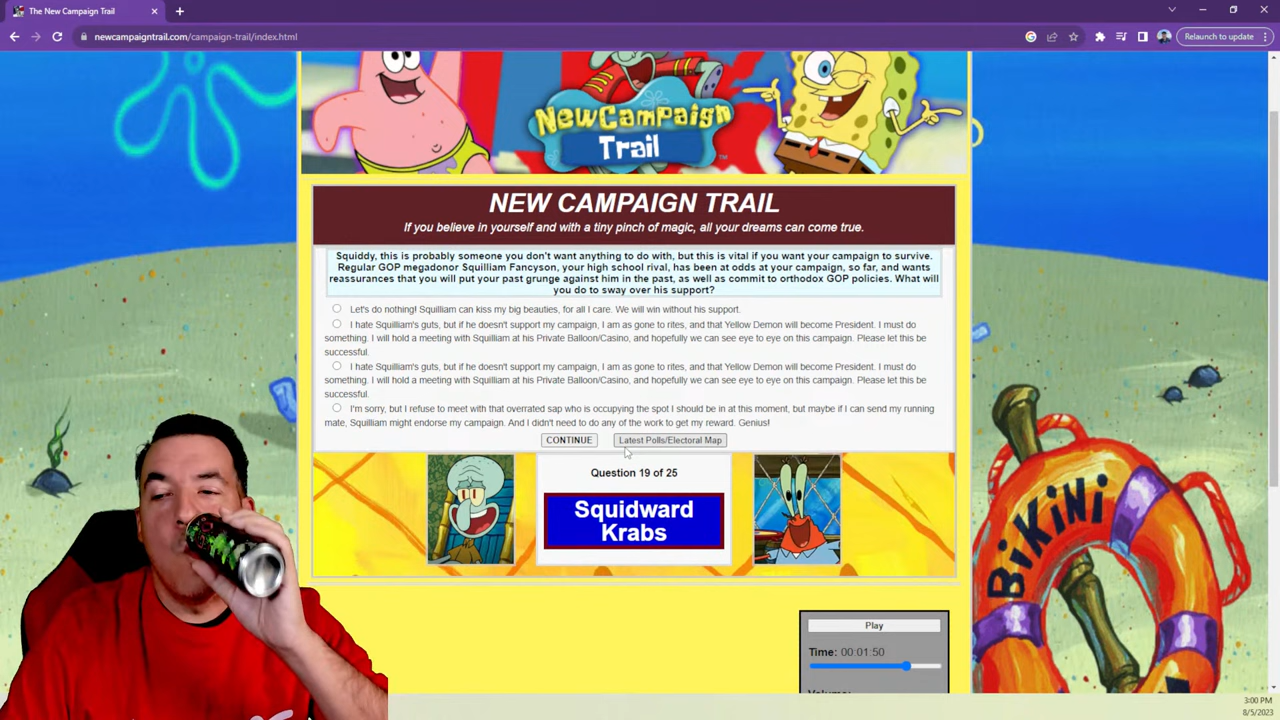 The New Campaign Trail
newcampaigntrail.com/campaign-trail/index.html
Relaunch to update
NewCampaign
Trail
NEW CAMPAIGN TRAIL
If you believe in yourself and with a tiny pinch of magic, all your dreams can come true.
Squiddy, this is probably someone you don't want anything to do with, but this is vital if you want your campaign to survive.
Regular GOP megadonor Squilliam Fancyson, your high school rival, has been at odds at your campaign, so far, and wants
reassurances that you will put your past grunge against him in the past, as well as commit to orthodox GOP policies. What will
you do to sway over his support?
Let's do nothing! Squilliam can kiss my big beauties, for all I care. We will win without his support.
I hate Squilliam's guts, but if he doesn't support my campaign, I am as gone to rites, and that Yellow Demon will become President. I must do
something. I will hold a meeting with Squilliam at his Private Balloon/Casino, and hopefully we can see eye to eye on this campaign. Please let this be
successful.
I hate Squilliam's guts, but if he doesn't support my campaign, I am as gone to rites, and that Yellow Demon will become President. I must do
something. I will hold a meeting with Squilliam at his Private Balloon/Casino, and hopefully we can see eye to eye on this campaign. Please let this be
successful.
I'm sorry, but I refuse to meet with that overrated sap who is occupying the spot I should be in at this moment, but maybe if I can send my running
mate, Squilliam might endorse my campaign. And I didn't need to do any of the work to get my reward. Genius!
CONTINUE
Latest Polls/Electoral Map
Question 19 of 25
Squidward
Krabs
BIKINI
Play
Time: 00:01:50
3:00 PM
8/5/2023